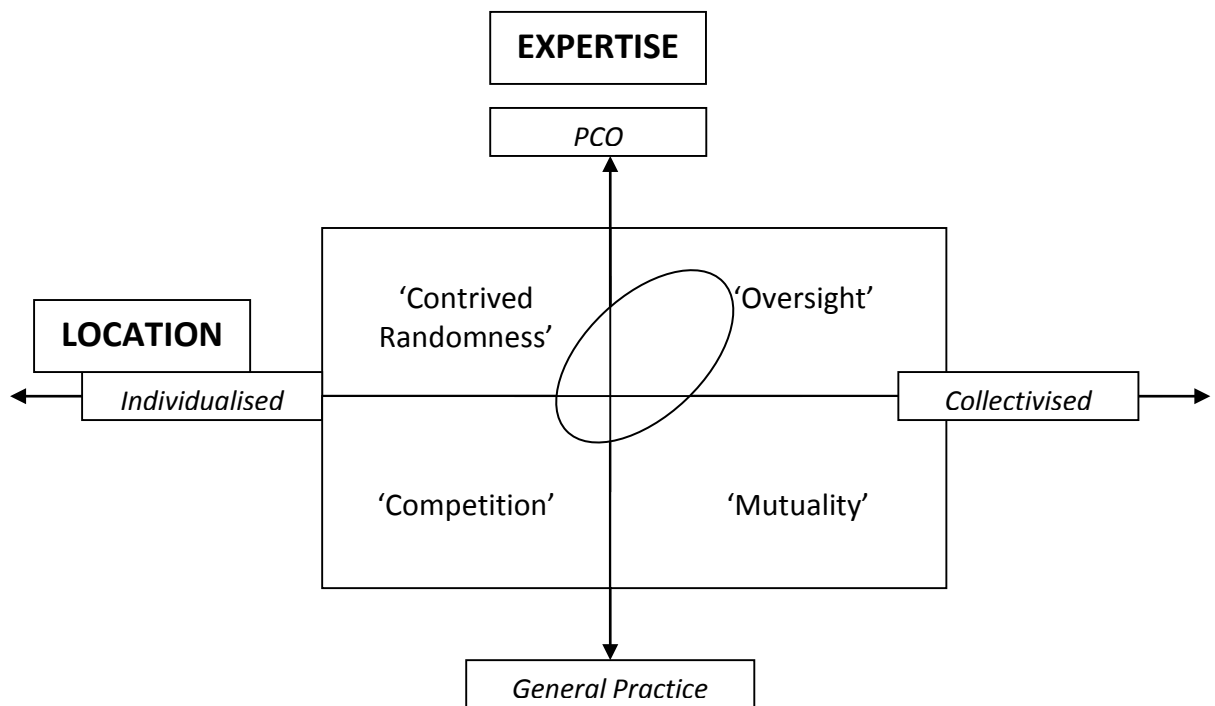 EXPERTISE
PCO
‘Contrived
Randomness’
‘Oversight’
LOCATION
Individualised
Collectivised
‘Competition’
‘Mutuality’
General Practice